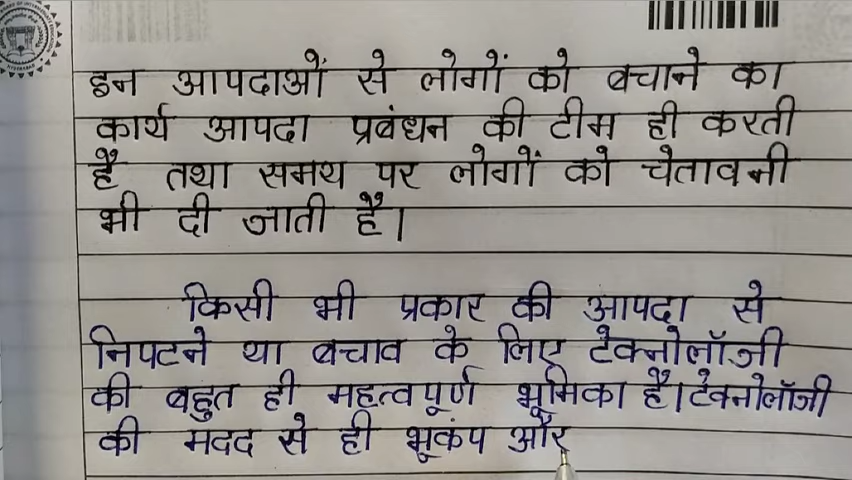 इन आपदाओं से लोगों को बचाने का
कार्य आपदा प्रबंधन की टीम ही करती
है तथा समय पर लोगों को चेतावनी
भी दी जाती है।
किसी भी प्रकार की आपदा से
निपटने या बचाव के लिए टेक्नोलॉजी
की बहुत ही महत्वपूर्ण भूमिका है। टेक्नोलॉजी
की मदद से ही भूकंप और